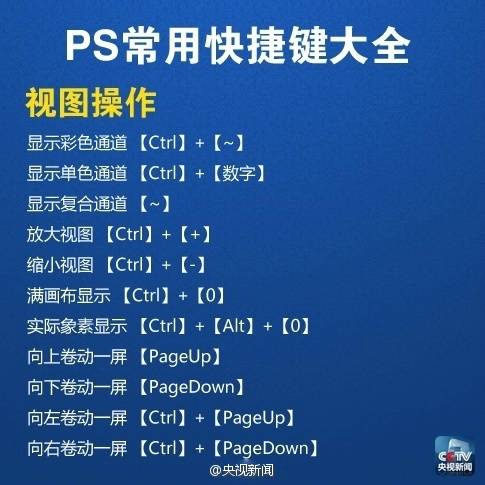 PS常用快捷键大全
视图操作
显示彩色通道 【Ctrl】+【~】
显示单色通道 【Ctrl】+【数字】
显示复合通道 【~】
放大视图 【Ctrl】+【+】
缩小视图 【Ctrl】+【-】
满画布显示 【Ctrl】+【0】
实际象素显示 【Ctrl】+【Alt】+【0】
向上卷动一屏 【PageUp】
向下卷动一屏 【PageDown】
向左卷动一屏 【Ctrl】+【PageUp】
向右卷动一屏 【Ctrl】+【PageDown】
@央视新闻
CCTV
央视新闻